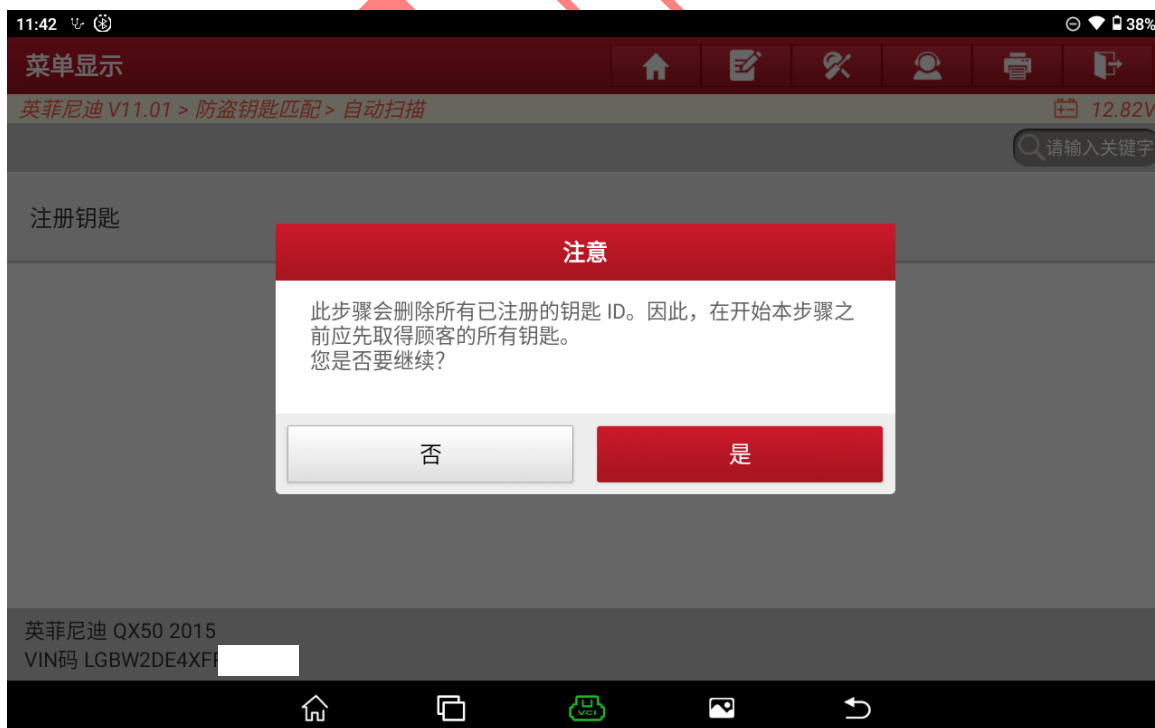 11:42
38%
菜单显示
英菲尼迪 V11.01 > 防盗钥匙匹配 > 自动扫描
12.82V
请输入关键字
注册钥匙
注意
此步骤会删除所有已注册的钥匙 ID。因此，在开始本步骤之
前应先取得顾客的所有钥匙。
您是否要继续？
否
是
英菲尼迪 QX50 2015
VIN码 LGBW2DE4XF
VCI